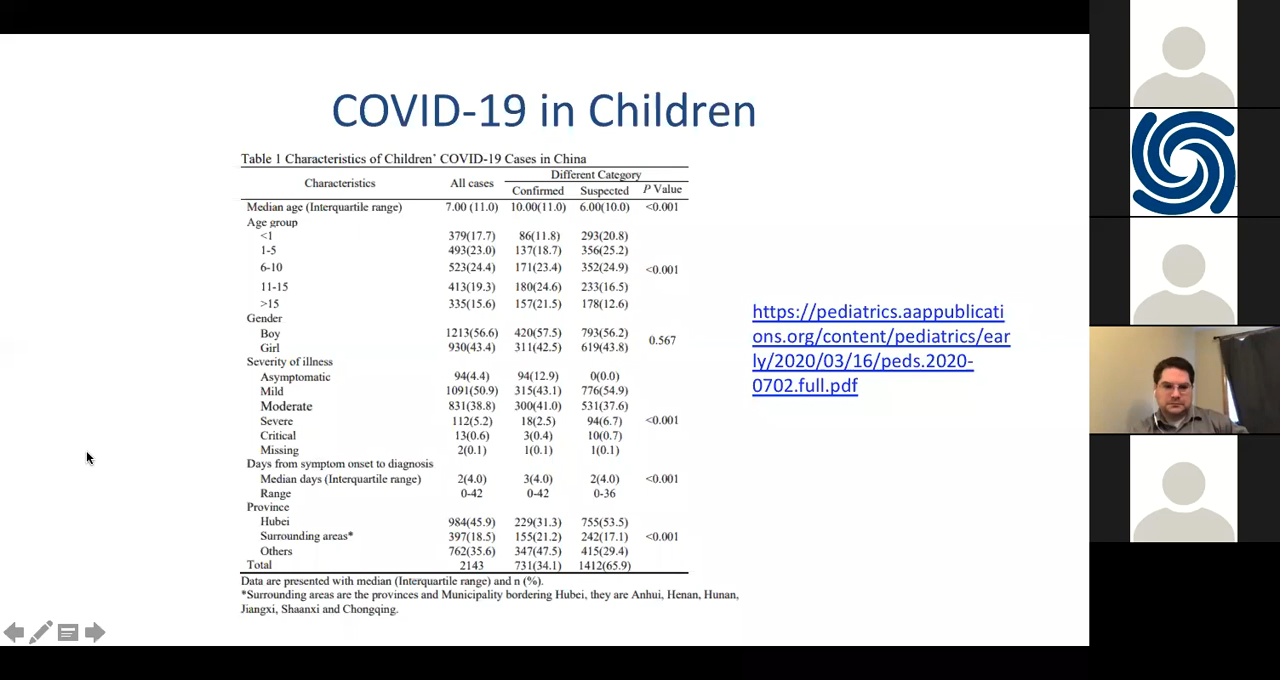 COVID-19 in Children
Table 1 Characteristics of Children’ COVID-19 Cases in China
Characteristics All cases Different Category P Value
Confirmed Suspected
Median age (Interquartile range) 7.00 (11.0) 10.00(11.0) 6.00(10.0) <0.001
Age group
<1 379(17.7) 86(11.8) 293(20.8)
1-5 493(23.0) 137(18.7) 356(25.2)
6-10 523(24.4) 171(23.4) 352(24.9) <0.001
11-15 413(19.3) 180(24.6) 233(16.5)
>15 335(15.6) 157(21.5) 178(12.6)
Gender
Boy 1213(56.6) 420(57.5) 793(56.2) 0.567
Girl 930(43.4) 311(42.5) 619(43.8)
Severity of illness
Asymptomatic 94(4.4) 94(12.9) 0(0.0)
Mild 1091(50.9) 315(43.1) 776(54.9)
Moderate 831(38.8) 300(41.0) 531(37.6)
Severe 112(5.2) 18(2.5) 94(6.7) <0.001
Critical 13(0.6) 3(0.4) 10(0.7)
Missing 2(0.1) 1(0.1) 1(0.1)
Days from symptom onset to diagnosis
Median days (Interquartile range) 2(4.0) 3(4.0) 2(4.0) <0.001
Range 0-42 0-42 0-36
Province
Hubei 984(45.9) 229(31.3) 755(53.5)
Surrounding areas* 397(18.5) 155(21.2) 242(17.1) <0.001
Others 762(35.6) 347(47.5) 415(29.4)
Total 2143 731(34.1) 1412(65.9)
Data are presented with median (Interquartile range) and n (%).
*Surrounding areas are the provinces and Municipality bordering Hubei, they are Anhui, Henan, Hunan,
Jiangxi, Shaanxi and Chongqing.
https://pediatrics.aappublicati
ons.org/content/pediatrics/ear
ly/2020/03/16/peds.2020-
0702.full.pdf